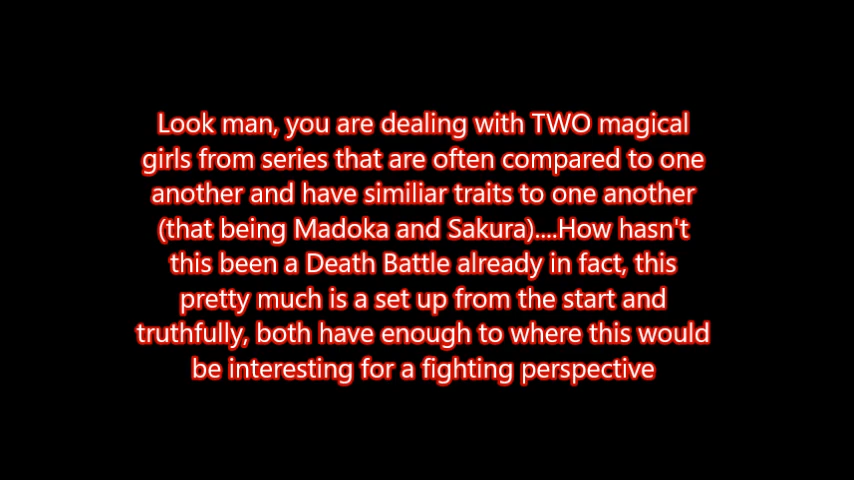 Look man, you are dealing with TWO magical
girls from series that are often compared to one
another and have similiar traits to one another
(that being Madoka and Sakura)....How hasn't
this been a Death Battle already in fact, this
pretty much is a set up from the start and
truthfully, both have enough to where this would
be interesting for a fighting perspective